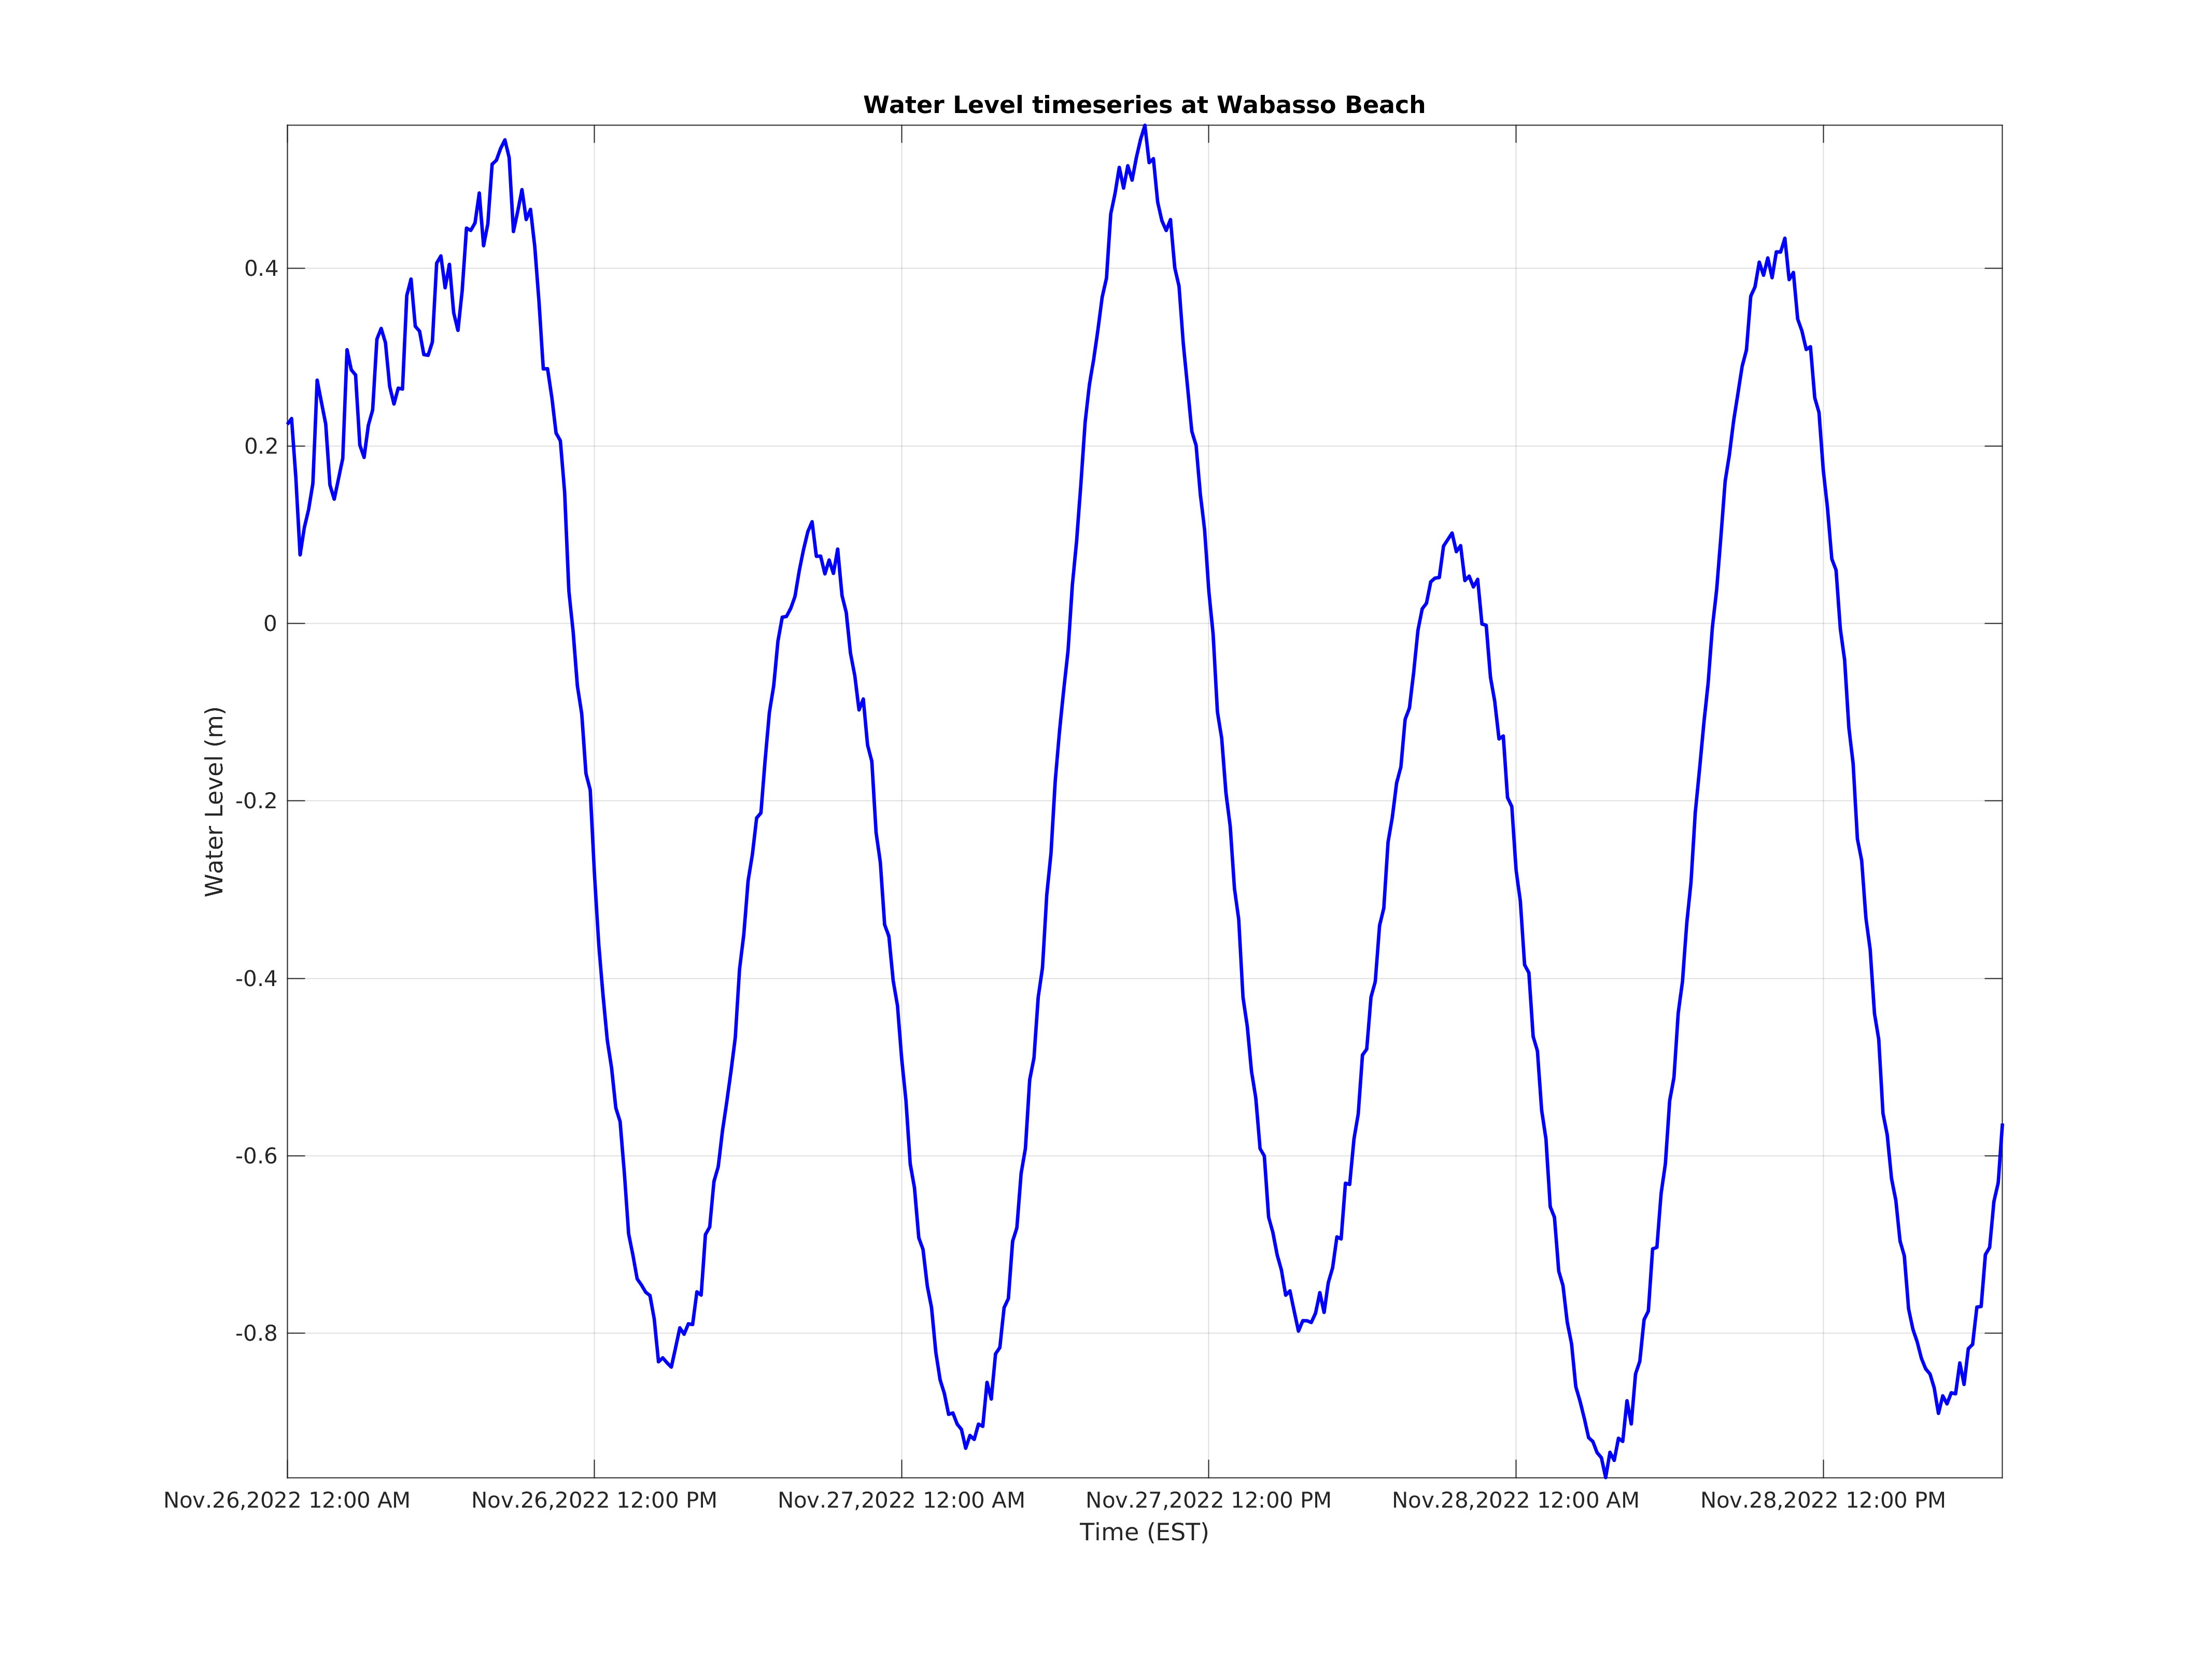 Water Level timeseries at Wabasso Beach
0.4
0.2
0
-0.2
-0.4
-0.6
-0.8
Water Level (m)
Nov.26,2022 12:00 AM Nov.26,2022 12:00 PM Nov.27,2022 12:00 AM Nov.27,2022 12:00 PM Nov.28,2022 12:00 AM Nov.28,2022 12:00 PM
Time (EST)